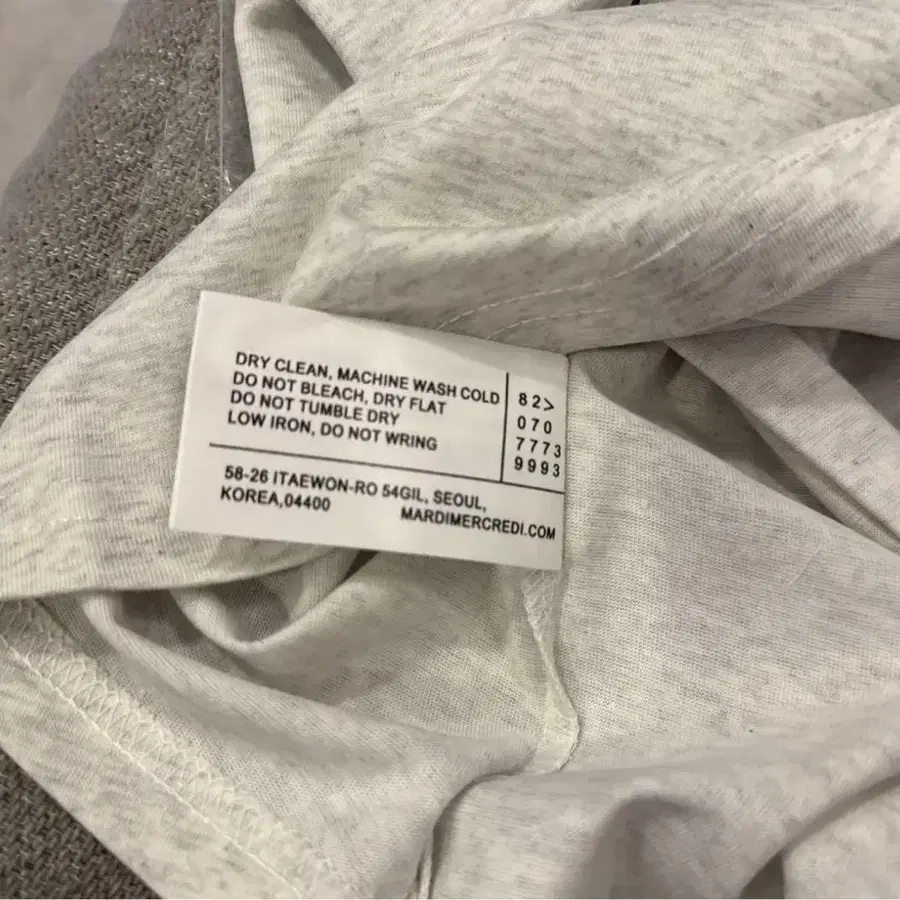 DRY CLEAN, MACHINE WASH COLD
DO NOT BLEACH, DRY FLAT
DO NOT TUMBLE DRY
LOW IRON, DO NOT WRING
82>
070
7773
9993
58-26 ITAEWON-RO 54GIL, SEOUL,
KOREA,04400
MARDIMERCREDI.COM